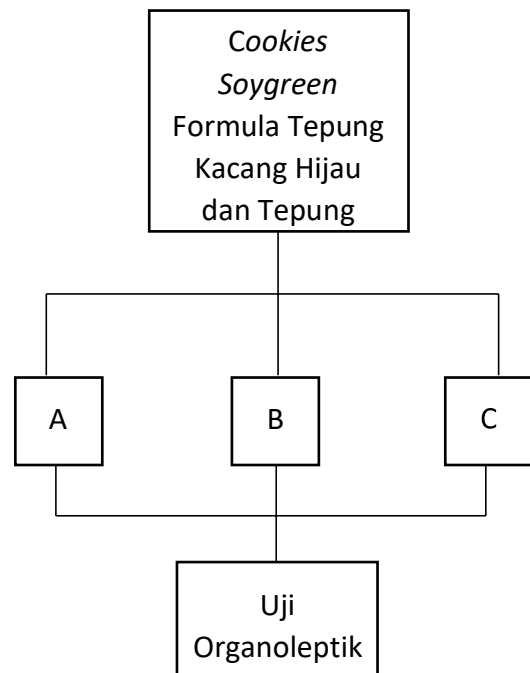 Cookies
Soygreen
Formula Tepung
Kacang Hijau
dan Tepung
A
B
C
Uji
Organoleptik